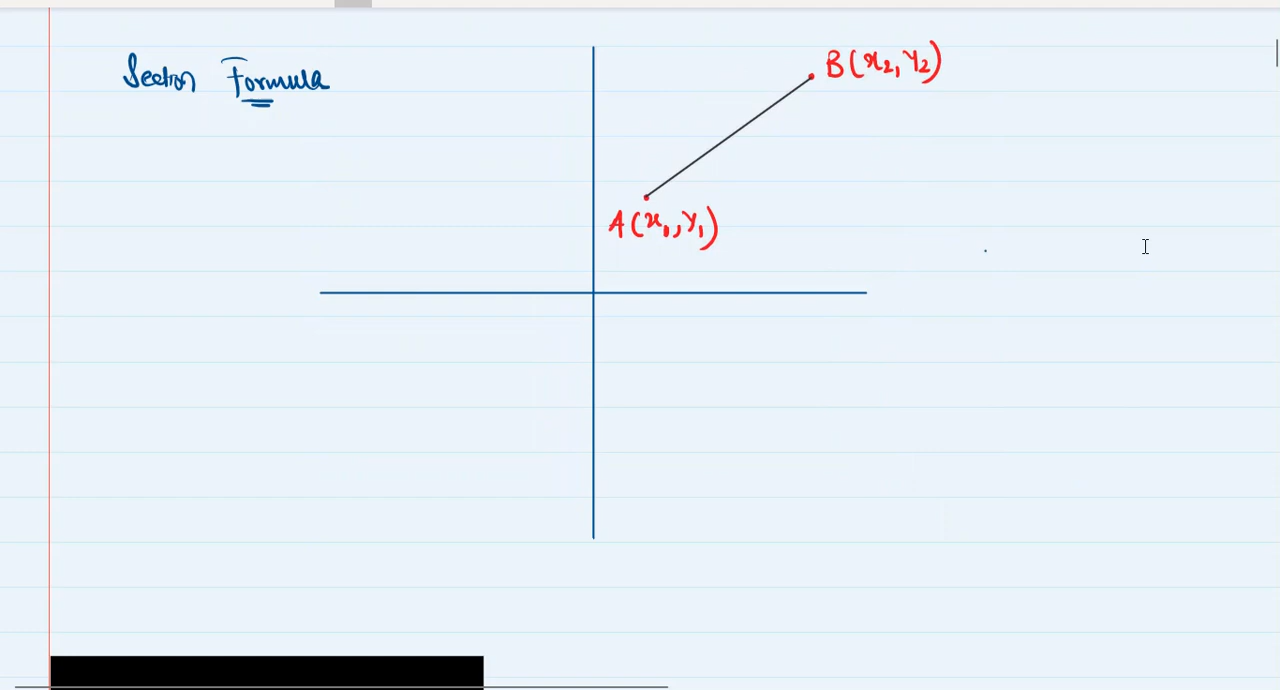 Section Formula
B(x₂, y₂)
A(x₁, y₁)